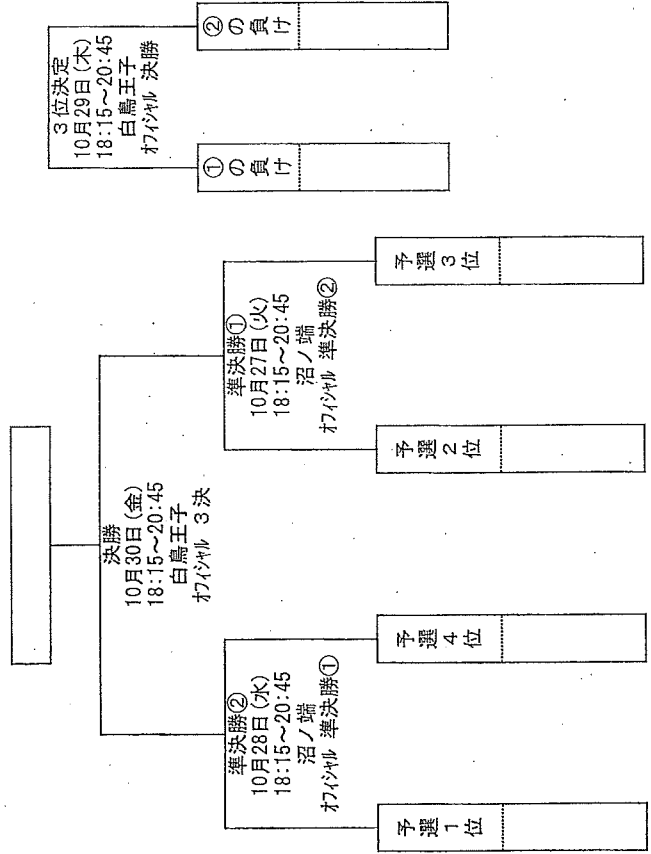 決勝
10月30日(金)
18:15~20:45
白鳥王子
オフィシャル 3決
準決勝②
10月28日(水)
18:15~20:45
沼ノ端
オフィシャル 準決勝①
準決勝①
10月27日(火)
18:15~20:45
沼ノ端
オフィシャル 準決勝②
予選1位
予選4位
予選2位
予選3位
3位決定
10月29日(木)
18:15~20:45
白鳥王子
オフィシャル 決勝
①の負け
②の負け